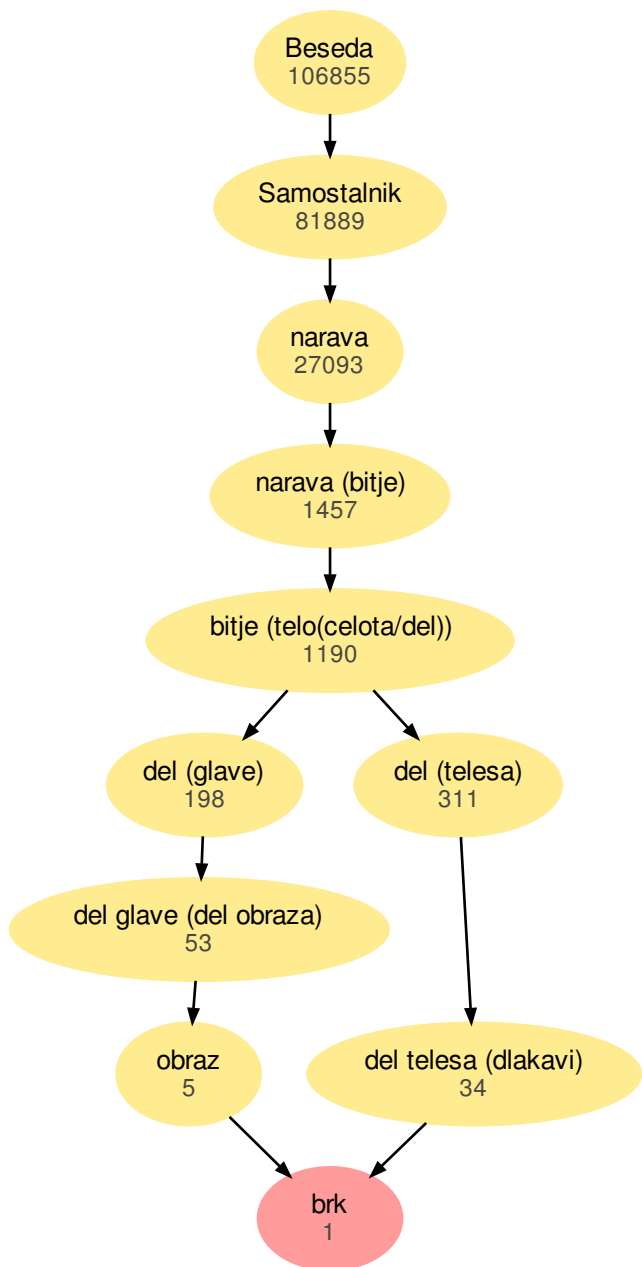 Beseda
106855
Samostalnik
81889
narava
27093
narava (bitje)
1457
bitje (telo(celota/del))
1190
del (glave)
198
del (telesa)
311
del glave (del obraza)
53
obraz
5
del telesa (dlakavi)
34
brk
1